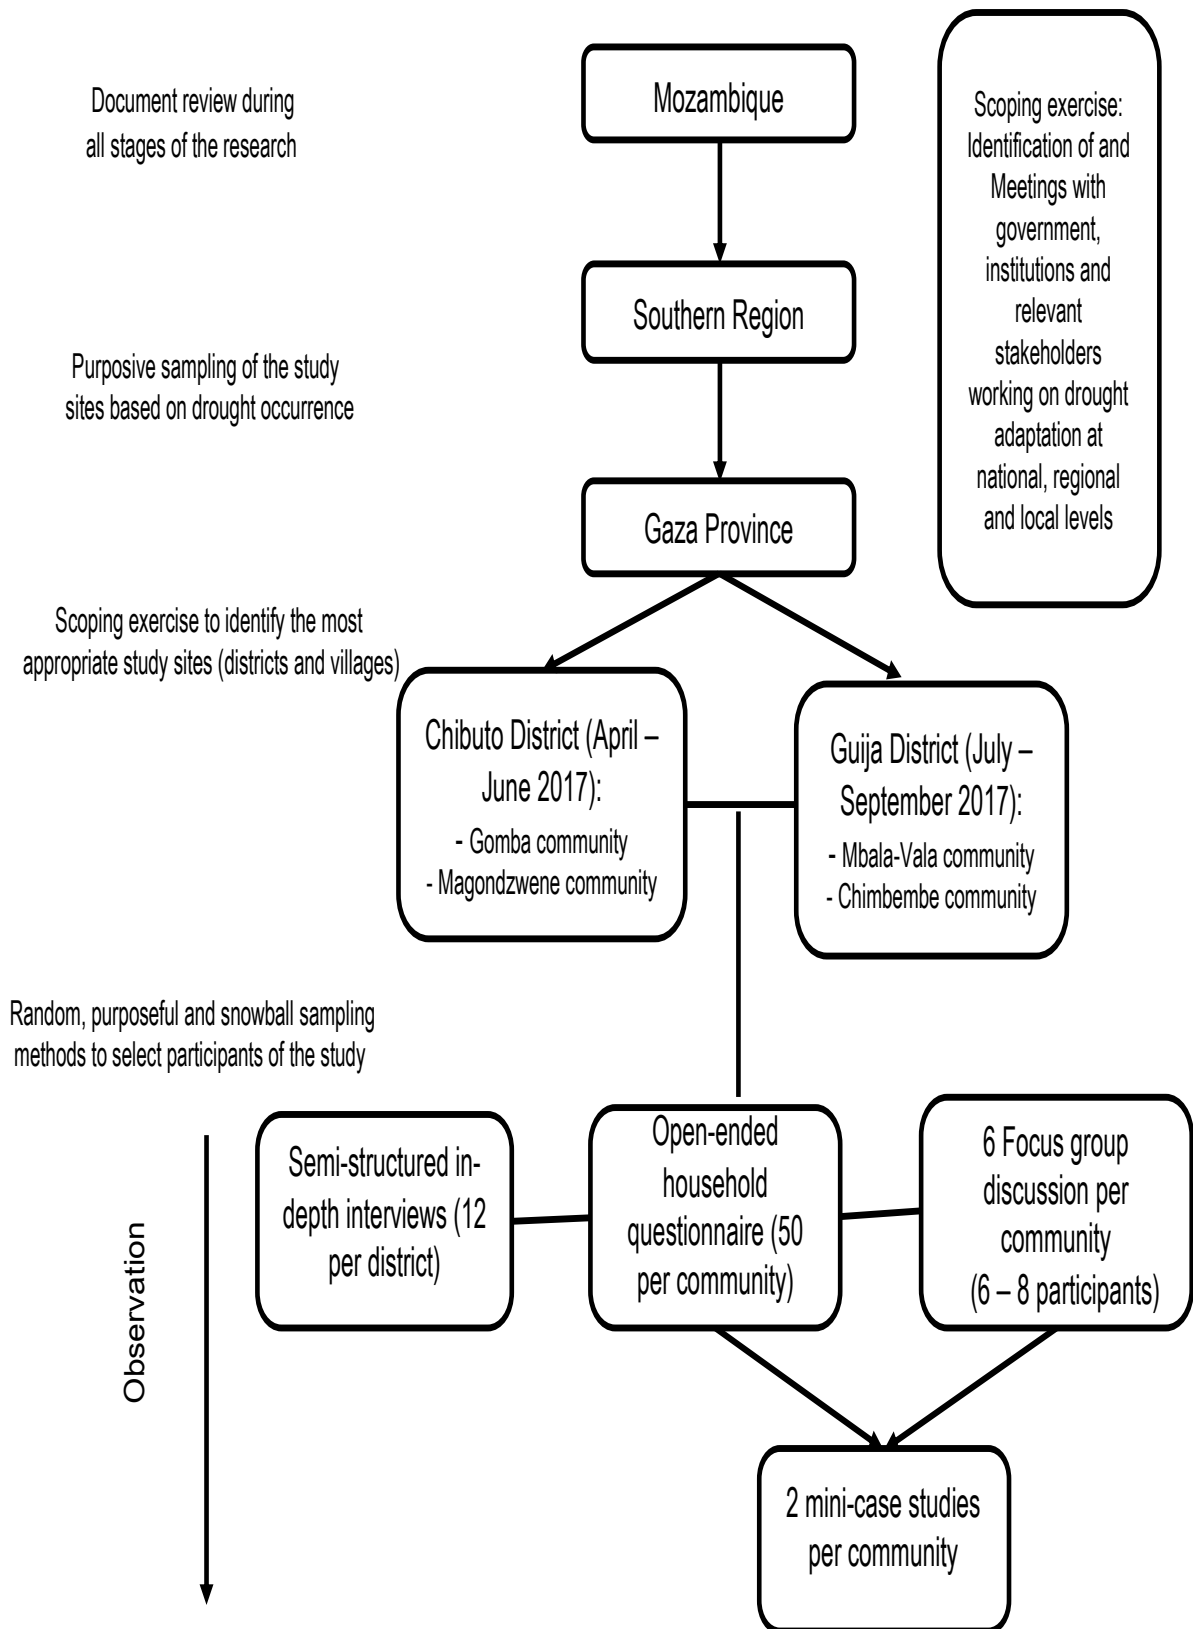 Document review during
all stages of the research
Mozambique
Scoping exercise:
Identification of and
Meetings with
government,
institutions and
relevant
stakeholders
working on drought
adaptation at
national, regional
and local levels
Southern Region
Purposive sampling of the study
sites based on drought occurrence
Gaza Province
Scoping exercise to identify the most
appropriate study sites (districts and villages)
Chibuto District (April –
June 2017):
- Gomba community
- Magondzwene community
Guija District (July –
September 2017):
- Mbala-Vala community
- Chimbembe community
Random, purposeful and snowball sampling
methods to select participants of the study
Observation
Semi-structured in-
depth interviews (12
per district)
Open-ended
household
questionnaire (50
per community)
6 Focus group
discussion per
community
(6 – 8 participants)
2 mini-case studies
per community